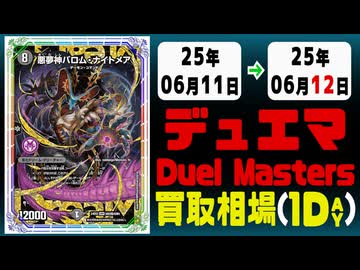 8 悪夢神バロム・ナイトメア
12000
25年
06月11日
25年
06月12日
デュエマ
Duel Masters
買取相場(1D)